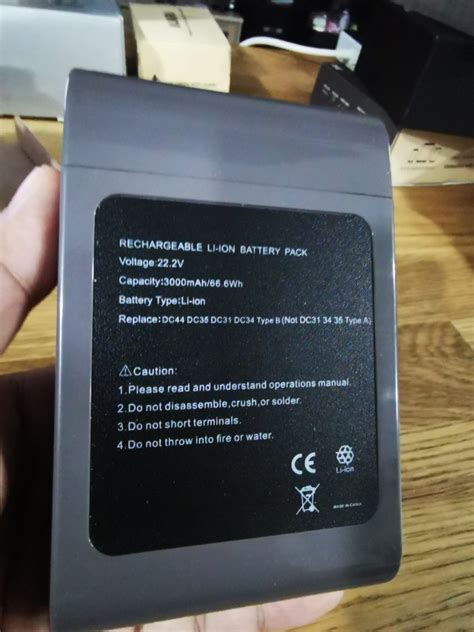 RECHARGEABLE LI-ION BATTERY PACK
Voltage:22.2V
Capacity:3000mAh/66.6Wh
Battery Type:Li-ion
Replace:DC44 DC35 DC31 DC34 Type B(Not DC31 34 35 Type A)
⚠Caution:
1.Please read and understand operations manual.
2.Do not disassemble,crush,or solder.
3.Do not short terminals.
4.Do not throw into fire or water.
CE
Li-ion
MADE IN CHINA